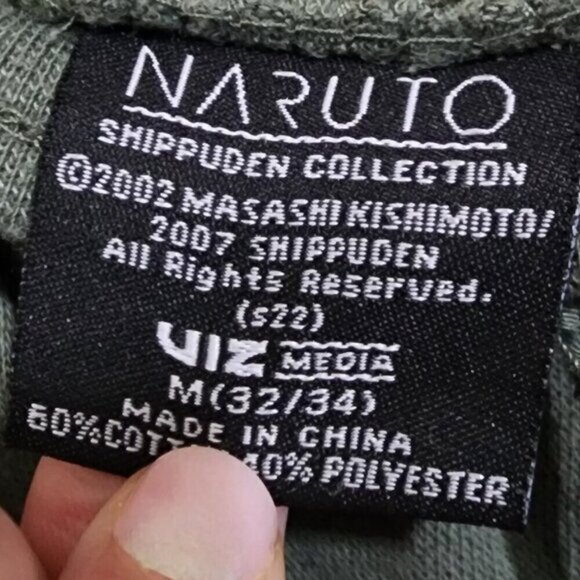 NARUTO
SHIPPUDEN COLLECTION
©2002 MASASHI KISHIMOTO/
2007 SHIPPUDEN
All Rights Reserved.
(s22)
VIZ MEDIA
M(32/34)
MADE IN CHINA
60%COTTON 40% POLYESTER